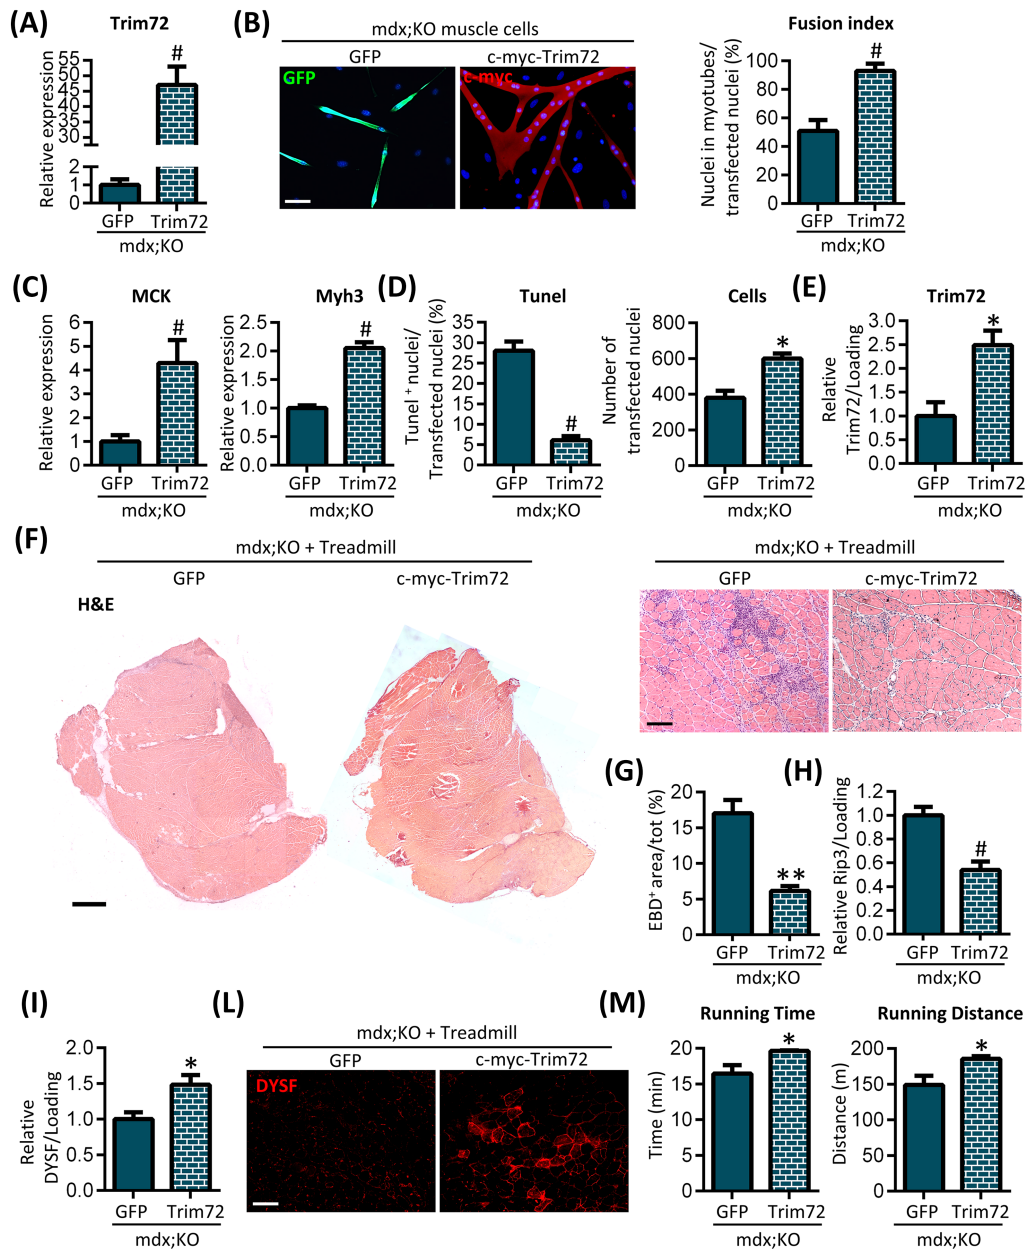 (A)
Trim72
Relative expression
55
50
45
40
35
30
2
1
0
GFP Trim72
mdx;KO
(B)
mdx;KO muscle cells
GFP c-myc-Trim72
GFP
c-myc
Fusion index
Nuclei in myotubes/
transfected nuclei (%)
100
80
60
40
20
0
GFP Trim72
mdx;KO
(C)
MCK
Relative expression
6
5
4
3
2
1
0
GFP Trim72
mdx;KO
Myh3
Relative expression
2.5
2.0
1.5
1.0
0.5
0.0
GFP Trim72
mdx;KO
(D)
Tunel
Tunel + nuclei/
Transfected nuclei (%)
35
30
25
20
15
10
5
0
GFP Trim72
mdx;KO
Cells
Number of
transfected nuclei
800
600
400
200
0
GFP Trim72
mdx;KO
(E)
Trim72
Relative
Trim72/Loading
3.0
2.5
2.0
1.5
1.0
0.5
0.0
GFP Trim72
mdx;KO
(F)
mdx;KO + Treadmill
GFP c-myc-Trim72
H&E
mdx;KO + Treadmill
GFP c-myc-Trim72
(G)
EBD+ area/tot (%)
20
15
10
5
0
**
GFP Trim72
mdx;KO
(H)
Relative Rip3/Loading
1.2
1.0
0.8
0.6
0.4
0.2
0.0
#
GFP Trim72
mdx;KO
(I)
Relative
DYSF/Loading
2.0
1.5
1.0
0.5
0.0
*
GFP Trim72
mdx;KO
(L)
mdx;KO + Treadmill
GFP c-myc-Trim72
DYSF
(M)
Running Time
Time (min)
20
15
10
5
0
*
GFP Trim72
mdx;KO
Running Distance
Distance (m)
200
150
100
50
0
*
GFP Trim72
mdx;KO